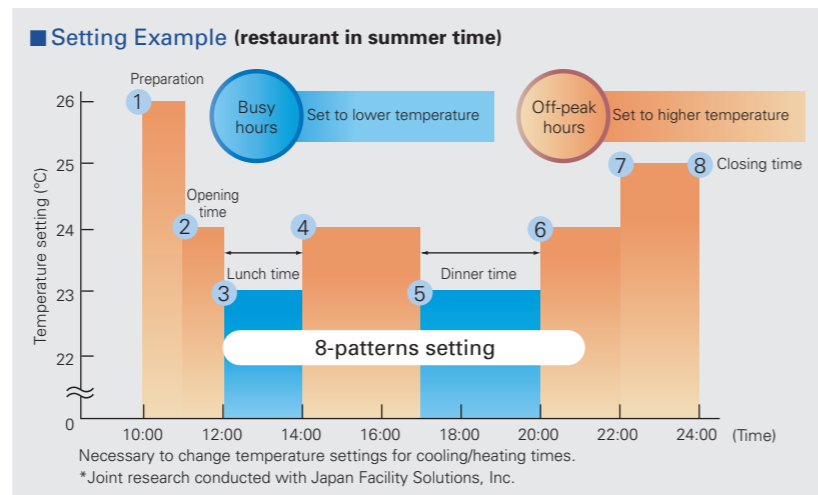 Setting Example (restaurant in summer time)
Preparation
1
Busy
hours
Set to lower temperature
Off-peak
hours
Set to higher temperature
Temperature setting (°C)
26
25
24
23
22
0
Opening
time
2
3
Lunch time
4
5
Dinner time
6
7
8
Closing time
8-patterns setting
10:00 12:00 14:00 16:00 18:00 20:00 22:00 24:00 (Time)
Necessary to change temperature settings for cooling/heating times.
*Joint research conducted with Japan Facility Solutions, Inc.